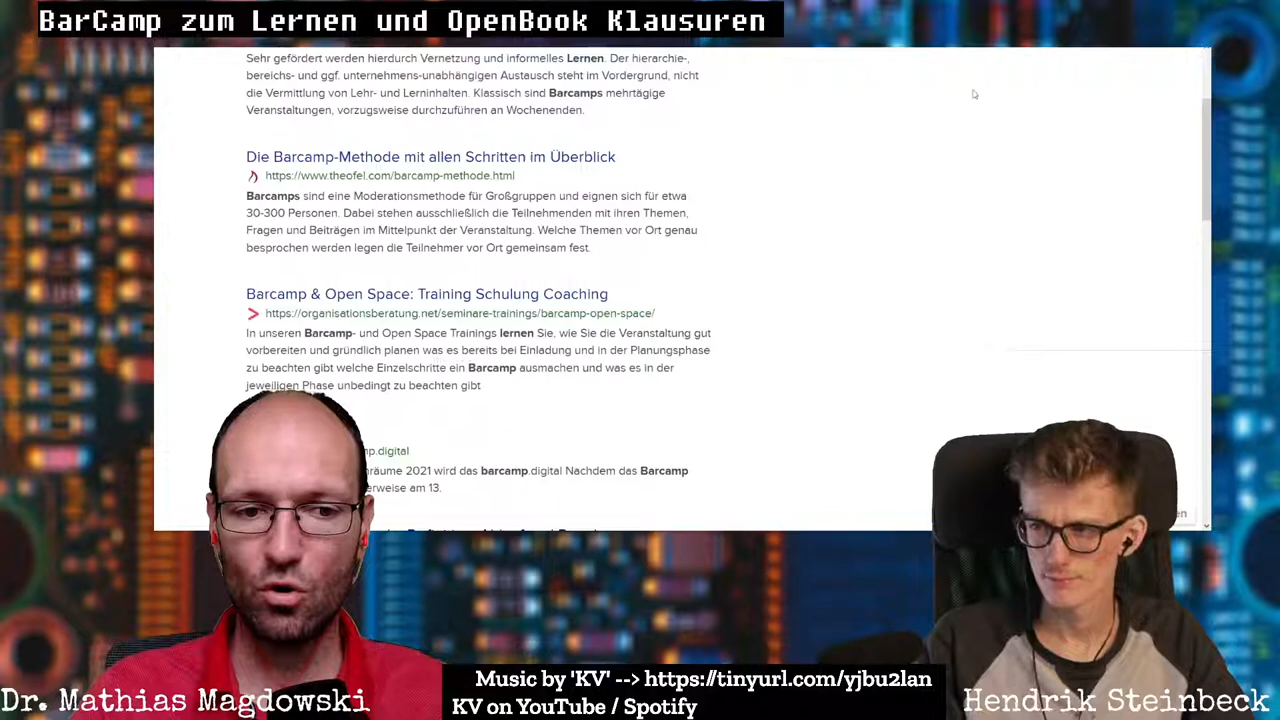 BarCamp zum Lernen und OpenBook Klausuren
Sehr gefördert werden hierdurch Vernetzung und informelles Lernen. Der hierarchie-,
bereichs- und ggf. unternehmens-unabhängigen Austausch steht im Vordergrund, nicht
die Vermittlung von Lehr- und Lerninhalten. Klassisch sind Barcamps mehrtägige
Veranstaltungen, vorzugsweise durchzuführen an Wochenenden.
Die Barcamp-Methode mit allen Schritten im Überblick
https://www.theofel.com/barcamp-methode.html
Barcamps sind eine Moderationsmethode für Großgruppen und eignen sich für etwa
30-300 Personen. Dabei stehen ausschließlich die Teilnehmenden mit ihren Themen,
Fragen und Beiträgen im Mittelpunkt der Veranstaltung. Welche Themen vor Ort genau
besprochen werden legen die Teilnehmer vor Ort gemeinsam fest.
Barcamp & Open Space: Training Schulung Coaching
https://organisationsberatung.net/seminare-trainings/barcamp-open-space/
In unseren Barcamp- und Open Space Trainings lernen Sie, wie Sie die Veranstaltung gut
vorbereiten und gründlich planen was es bereits bei Einladung und in der Planungsphase
zu beachten gibt welche Einzelschritte ein Barcamp ausmachen und was es in der
jeweiligen Phase unbedingt zu beachten gibt
mp.digital
nräume 2021 wird das barcamp.digital Nachdem das Barcamp
erweise am 13.
en
Music by 'KV' --> https://tinyurl.com/yjbu2lan
KV on YouTube / Spotify
Dr. Mathias Magdowski
Hendrik Steinbeck